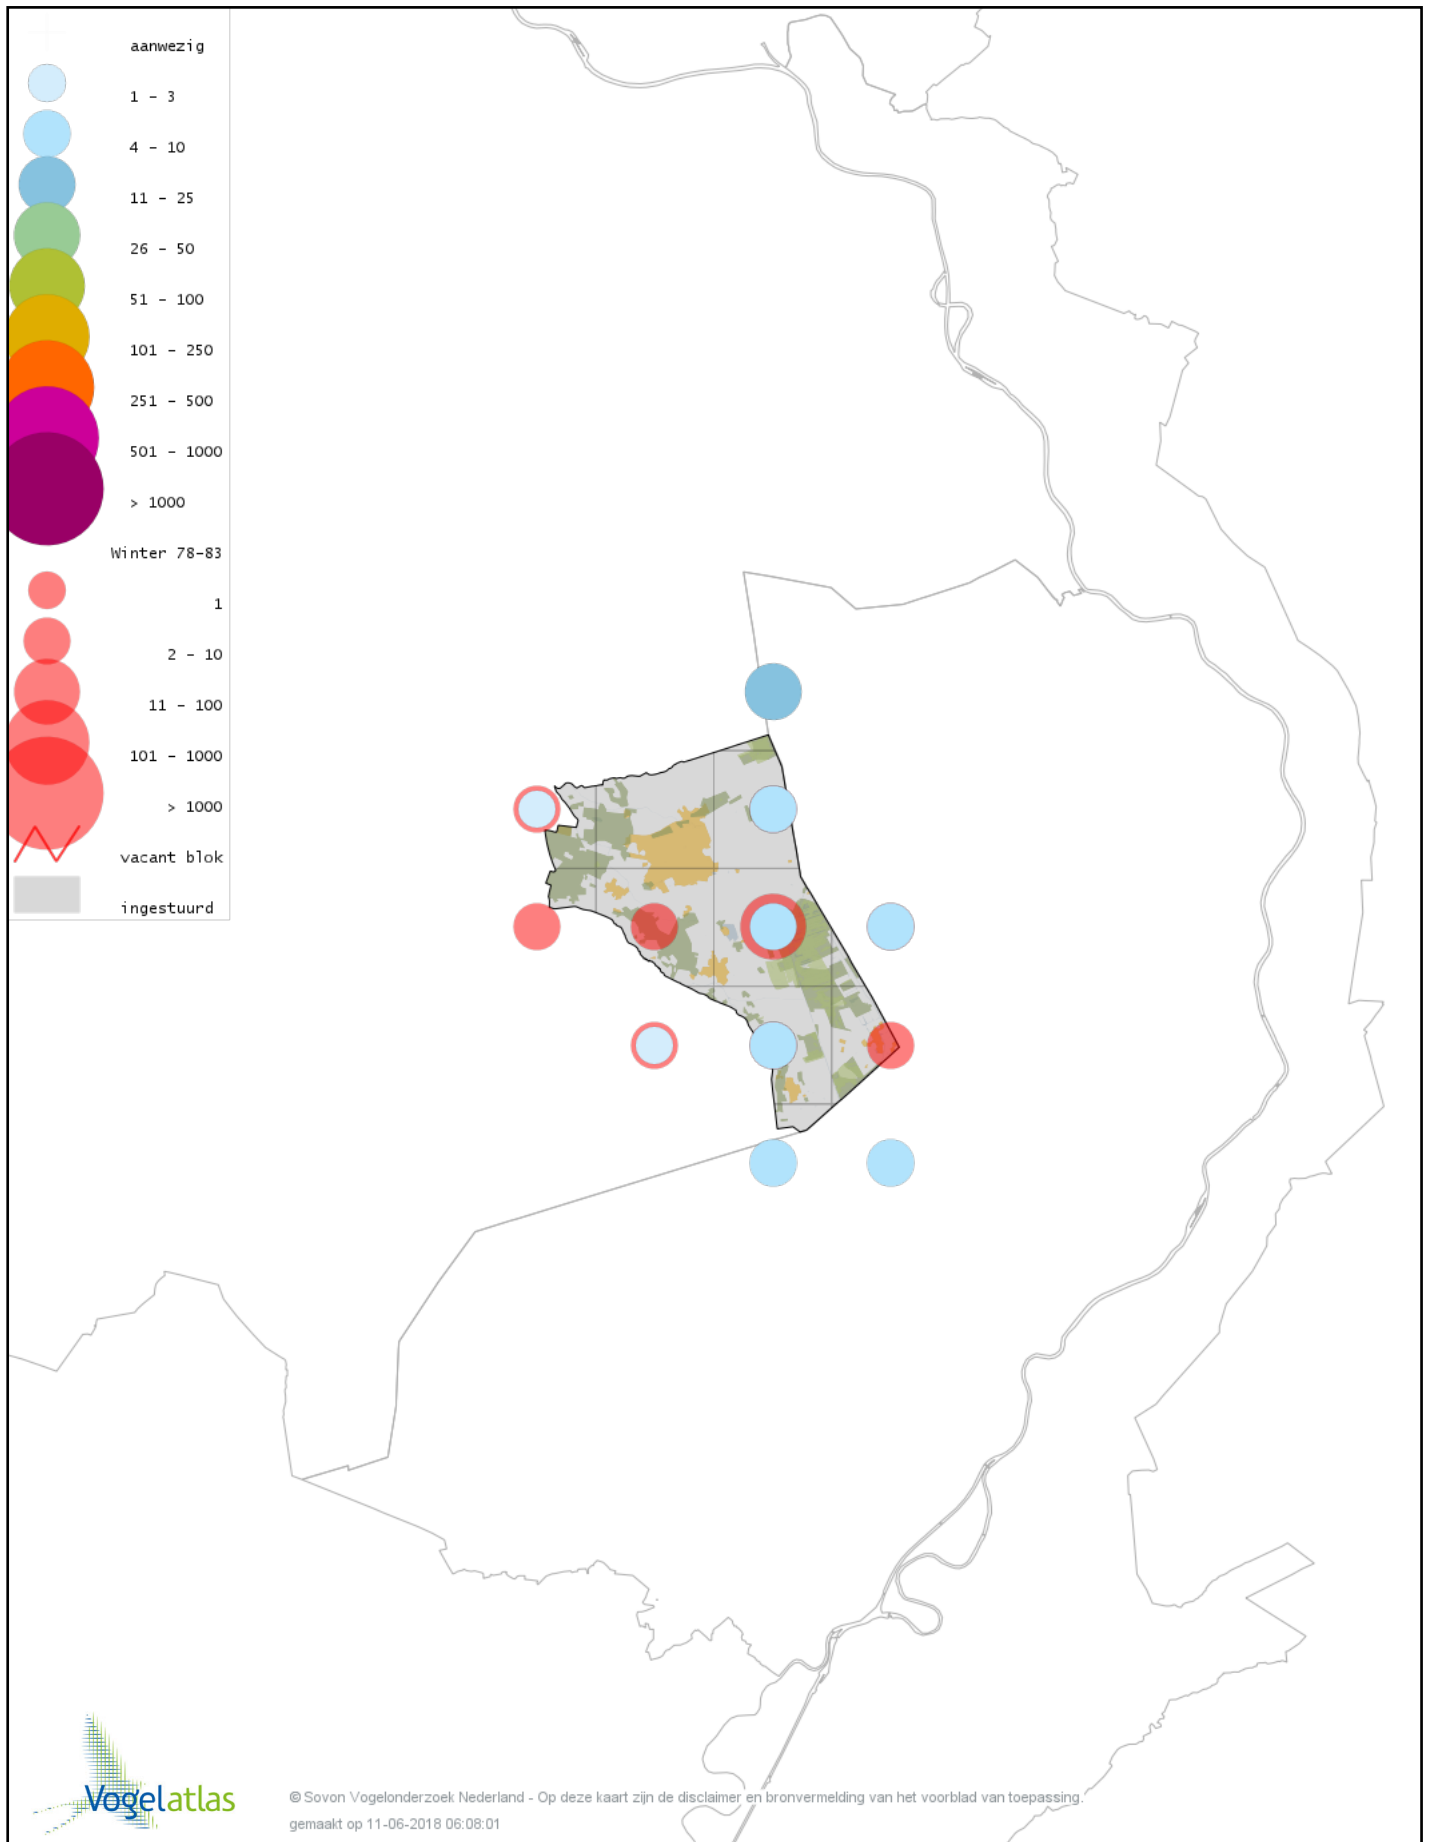 aanwezig
1 - 3
4 - 10
11 - 25
26 - 50
51 - 100
101 - 250
251 - 500
501 - 1000
> 1000
Winter 78-83
1
2 - 10
11 - 100
101 - 1000
> 1000
vacant blok
ingestuurd
Vogelatlas
© Sovon Vogelonderzoek Nederland - Op deze kaart zijn de disclaimer en bronvermelding van het voorblad van toepassing.
gemaakt op 11-06-2018 06:08:01